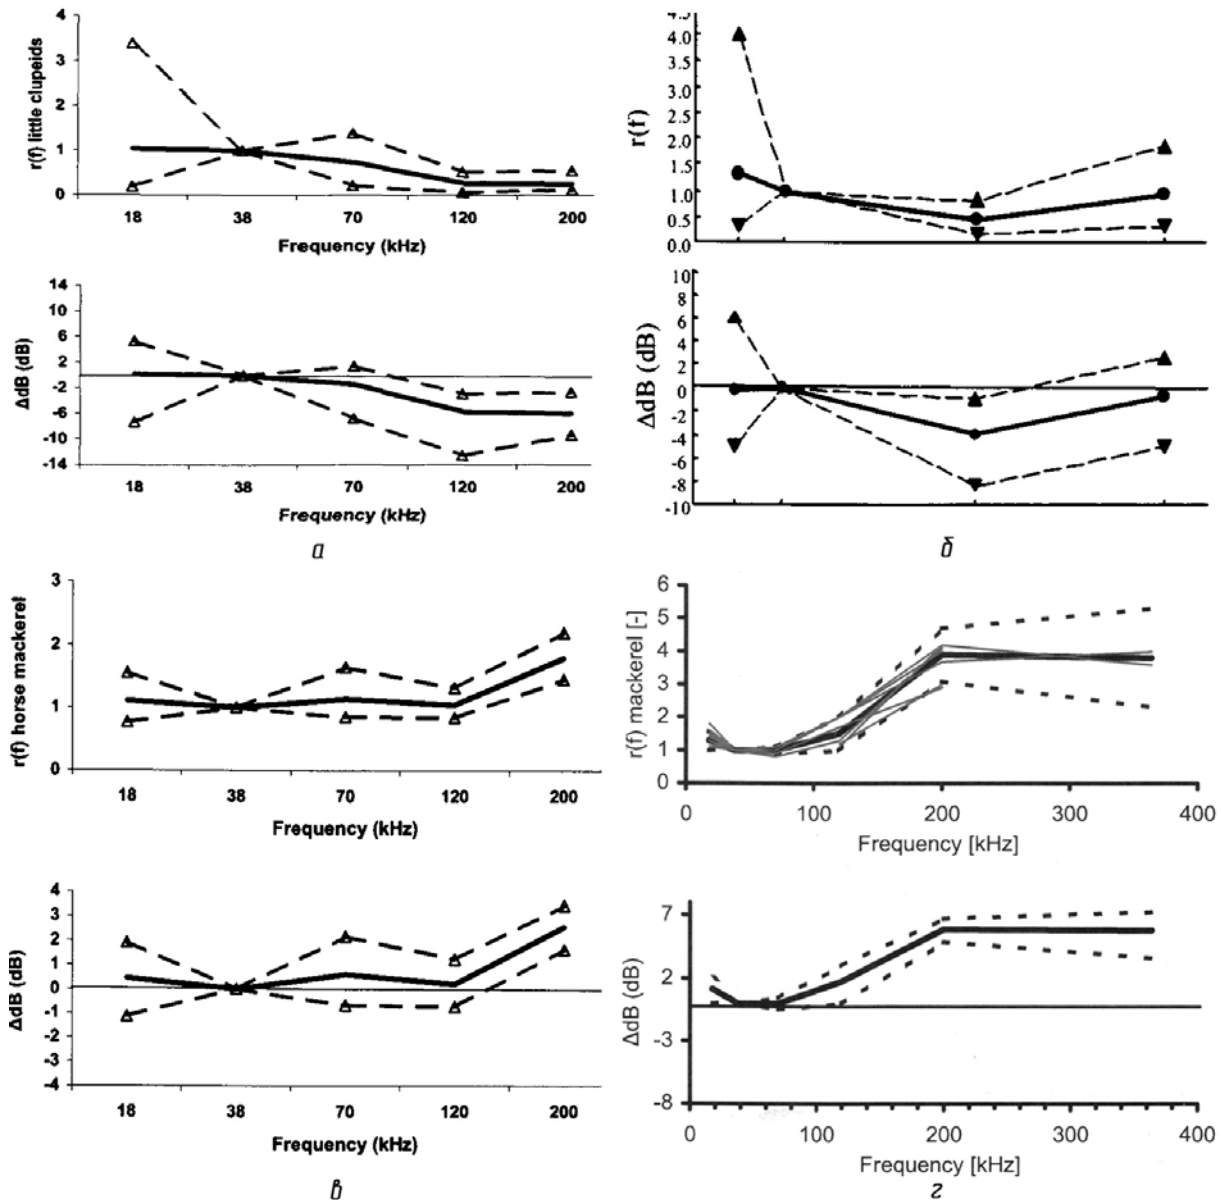 r(f) little clupeids
4
3
2
1
0
18 38 70 120 200
Frequency (kHz)
ΔdB (dB)
14
10
6
2
-2
-6
-10
-14
18 38 70 120 200
Frequency (kHz)
а
r(f)
4.5
4.0
3.5
3.0
2.5
2.0
1.5
1.0
0.5
0.0
ΔdB (dB)
10
8
6
4
2
0
-2
-4
-6
-8
-10
б
r(f) horse mackerel
3
2
1
0
18 38 70 120 200
Frequency (kHz)
ΔdB (dB)
4
3
2
1
0
-1
-2
-3
-4
18 38 70 120 200
Frequency (kHz)
в
r(f) mackerel [-]
6
5
4
3
2
1
0
0 100 200 300 400
Frequency [kHz]
ΔdB (dB)
7
2
-3
-8
0 100 200 300 400
Frequency [kHz]
г